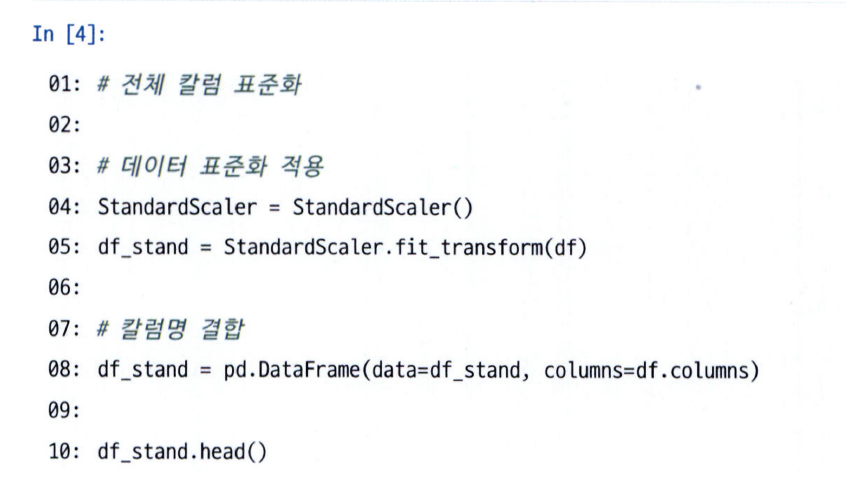 In [4]:
01: # 전체 칼럼 표준화
02:
03: # 데이터 표준화 적용
04: StandardScaler = StandardScaler()
05: df_stand = StandardScaler.fit_transform(df)
06:
07: # 칼럼명 결합
08: df_stand = pd.DataFrame(data=df_stand, columns=df.columns)
09:
10: df_stand.head()